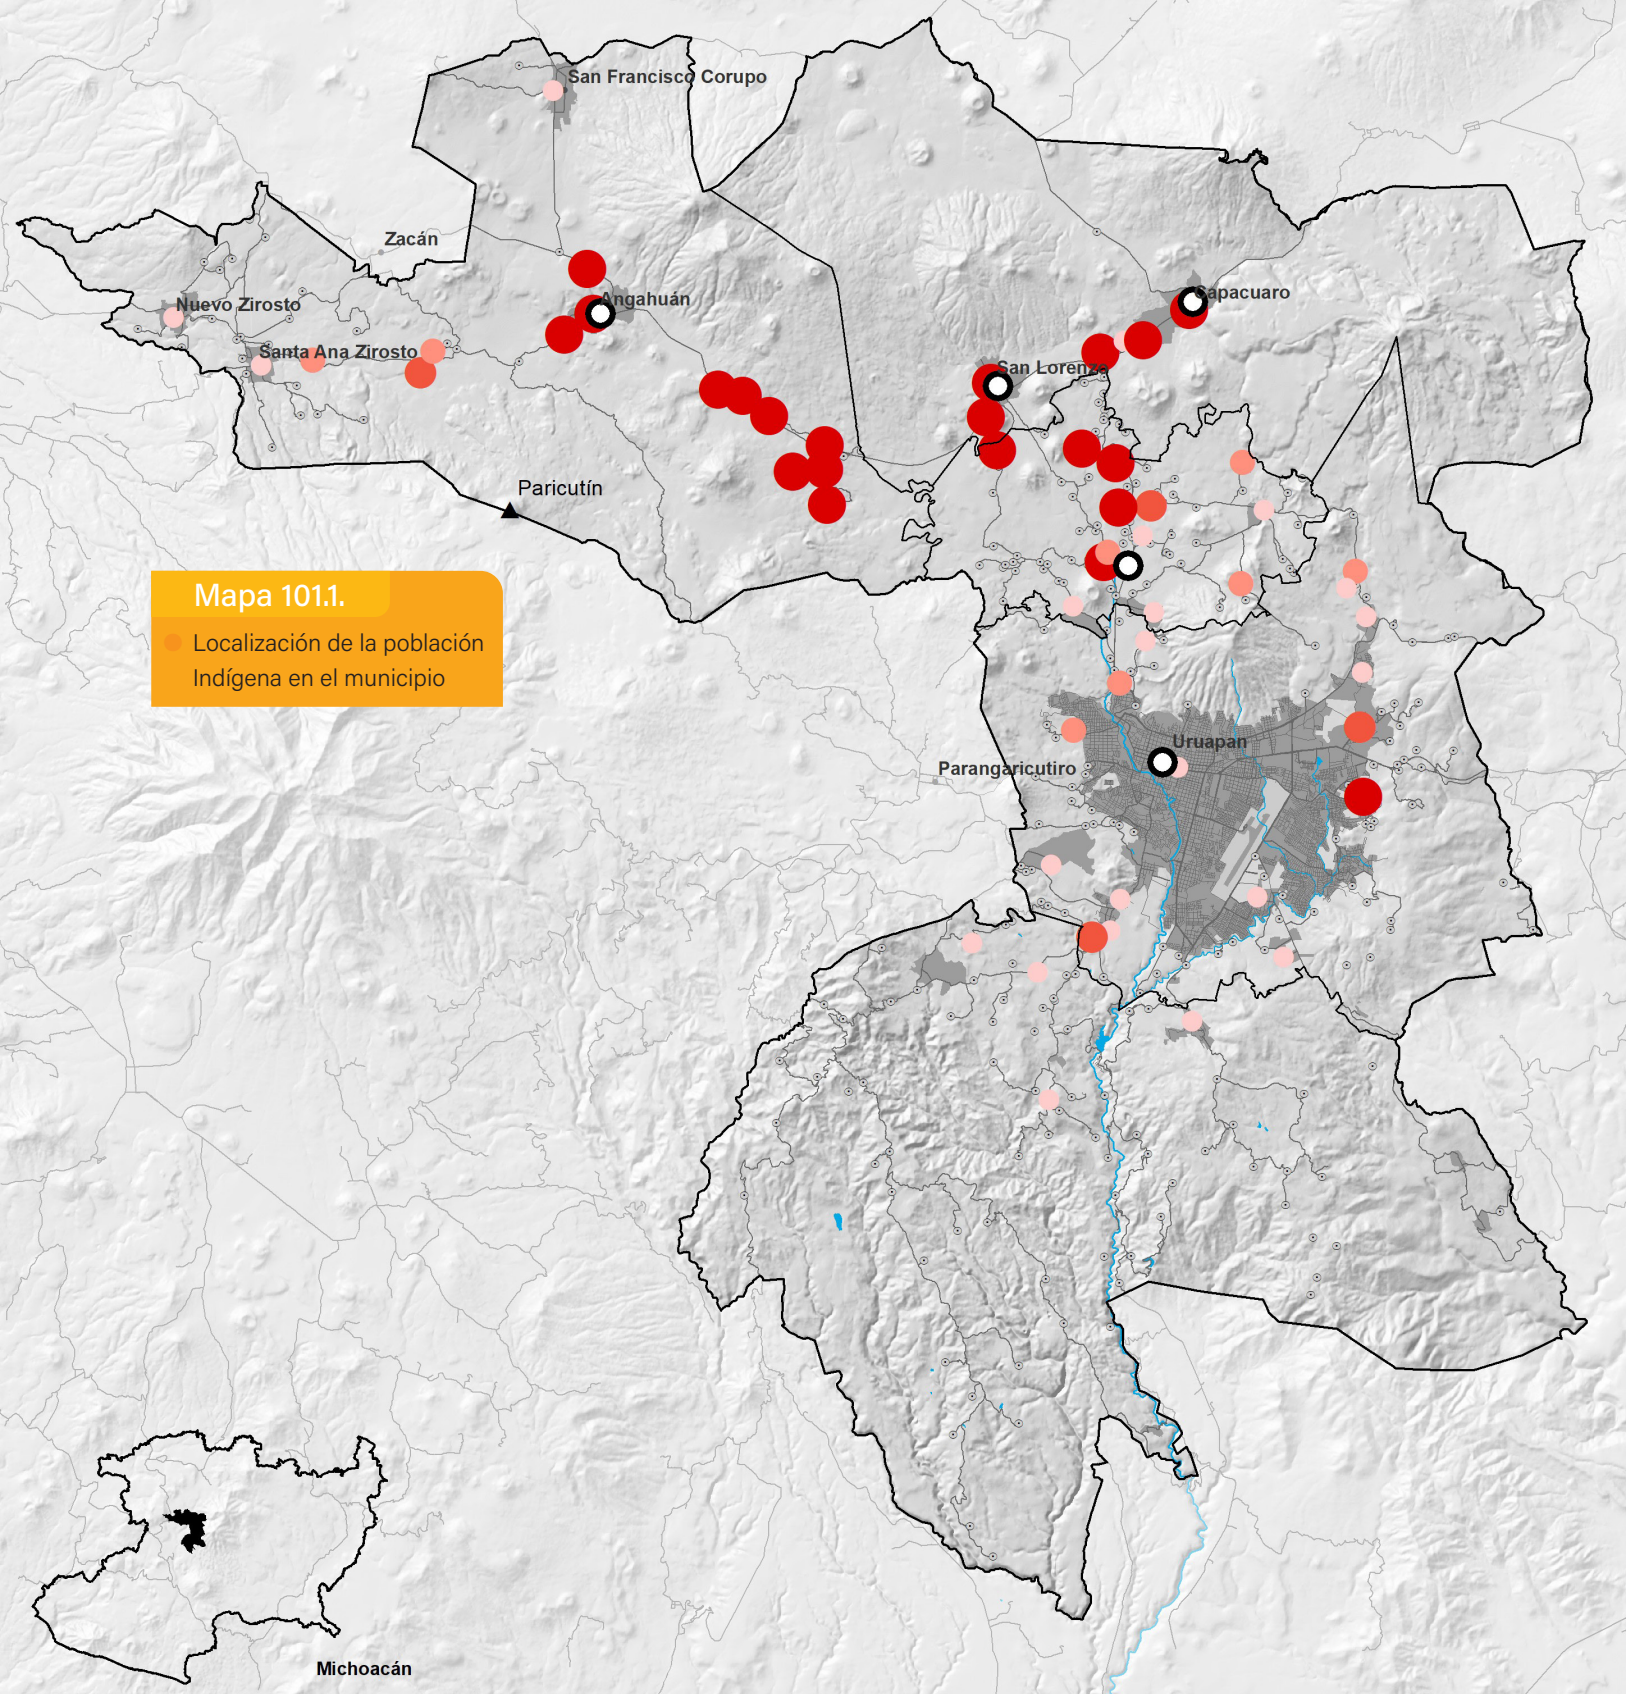 San Francisco Corupo
Zacán
Angahuán
Capacuaro
Nuevo Zirosto
Santa Ana Zirosto
San Lorenzo
Paricutín
Mapa 101.1.
Localización de la población
Indígena en el municipio
Uruapan
Parangaricutiro
Michoacán